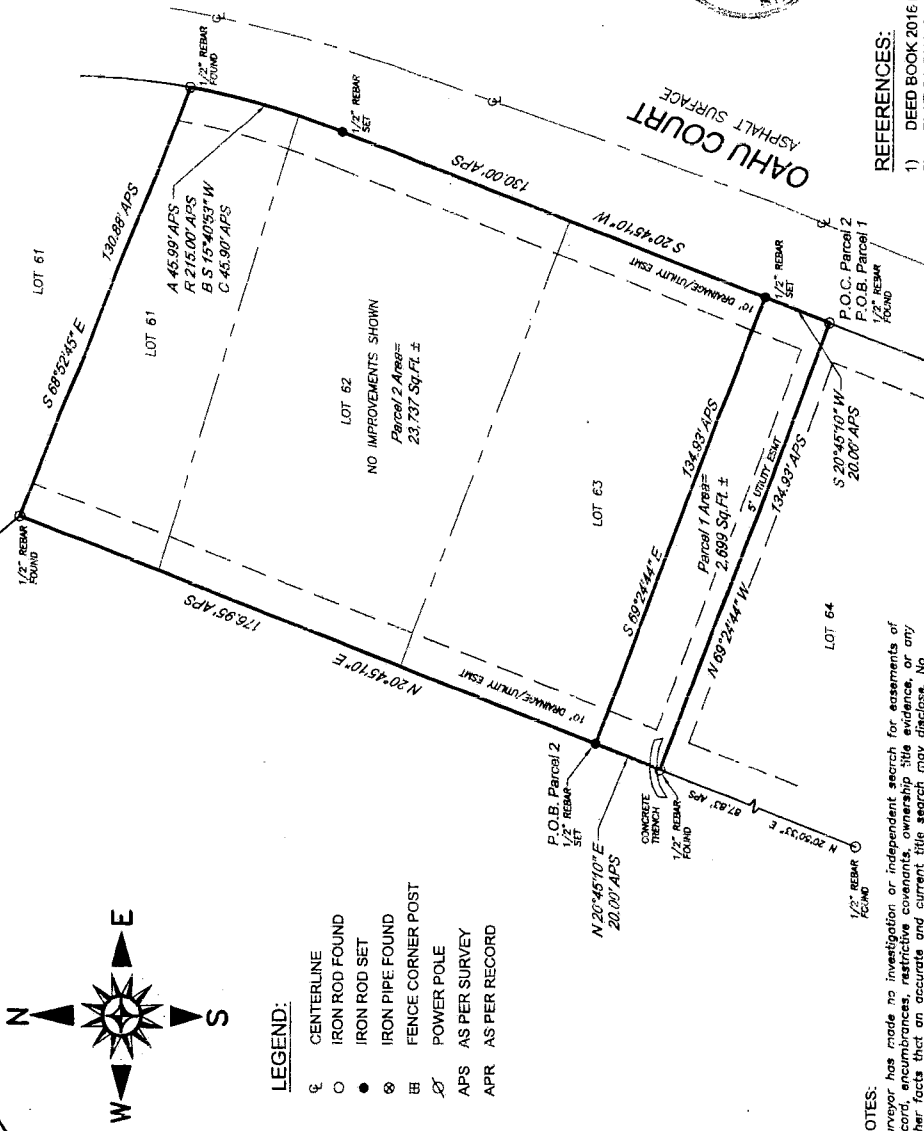 N
W
E
S
LEGEND:
℄ CENTERLINE
○ IRON ROD FOUND
● IRON ROD SET
⊗ IRON PIPE FOUND
⊞ FENCE CORNER POST
POWER POLE
APS AS PER SURVEY
APR AS PER RECORD
1/2" REBAR
FOUND
S 68°52'45" E
130.88' APS
LOT 61
LOT 61
1/2" REBAR
FOUND
A 45.99' APS
R 215.00' APS
B S 15°40'53" W
C 45.90' APS
1/2" REBAR
SET
LOT 62
NO IMPROVEMENTS SHOWN
Parcel 2 Area=
23,737 Sq.Ft. ±
130.00' APS
S 20°45'10" W
10' DRAINAGE/UTILITY ESMT
OAHU COURT
ASPHALT SURFACE
℄
℄
℄
176.95' APS
N 20°45'10" E
10' DRAINAGE/UTILITY ESMT
LOT 63
S 69°24'44" E
134.93' APS
1/2" REBAR
SET
P.O.C. Parcel 2
P.O.B. Parcel 1
1/2" REBAR
FOUND
P.O.B. Parcel 2
1/2" REBAR
SET
Parcel 1 Area=
2,699 Sq.Ft. ±
5' UTILITY ESMT
N 69°24'44" W
134.93' APS
S 20°45'10" W
20.00' APS
N 20°45'10" E
20.00' APS
CONCRETE
TRENCH
1/2" REBAR
FOUND
87.83' APS
N 20°50'33" E
1/2" REBAR
FOUND
LOT 64
REFERENCES:
1) DEED BOOK 2016
OTES:
rveyor has made no investigation or independent search for easements of
cord, encumbrances, restrictive covenants, ownership title evidence, or any
her facts that an accurate and current title search may disclose. No